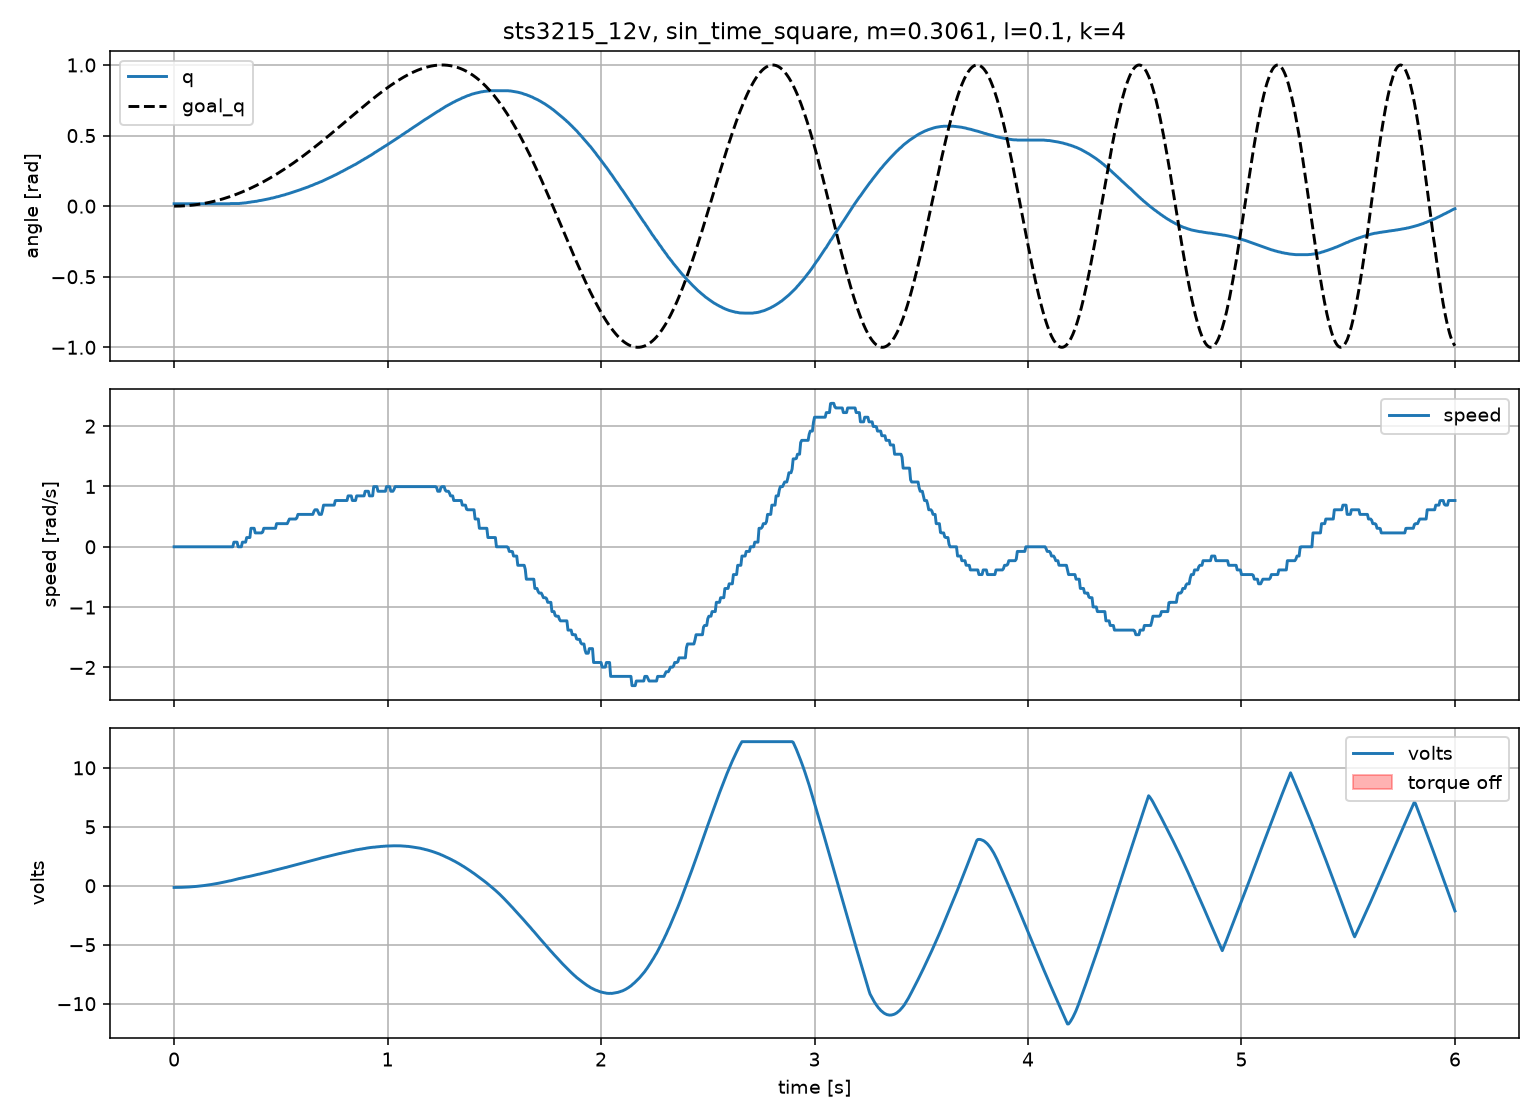 sts3215_12v, sin_time_square, m=0.3061, l=0.1, k=4
q
goal_q
1.0
0.5
0.0
−0.5
−1.0
angle [rad]
speed
2
1
0
−1
−2
speed [rad/s]
volts
torque off
10
5
0
−5
−10
volts
0 1 2 3 4 5 6
time [s]